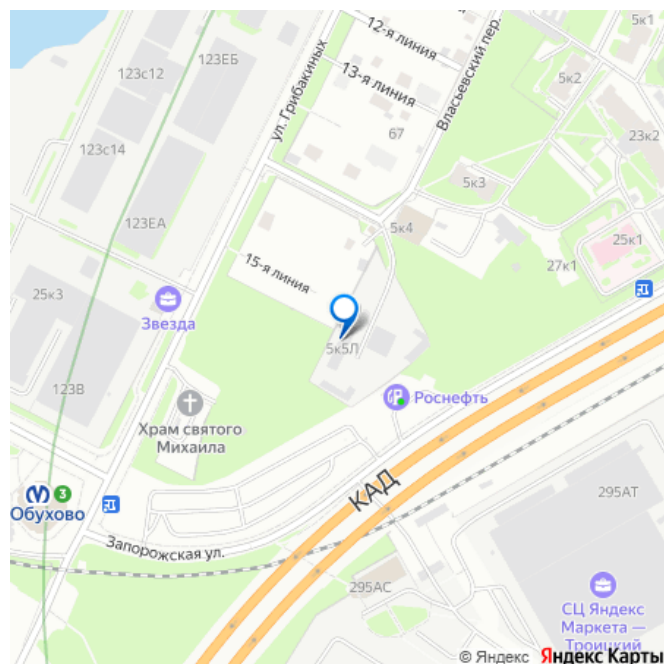 12-я линия
5к1
123ЕБ
123с12
5к2
13-я линия
ул. Грибакиных
Власьевский пер.
67
23к2
123с14
5к3
123ЕА
5к4
25к1
15-я линия
27к1
25к3
Звезда
5к5Л
123В
Роснефть
Храм святого
Михаила
КАД
295АТ
3
Обухово
Запорожская ул.
295АС
СЦ Яндекс
Маркета —
Троицкий
© Яндекс Яндекс Карты